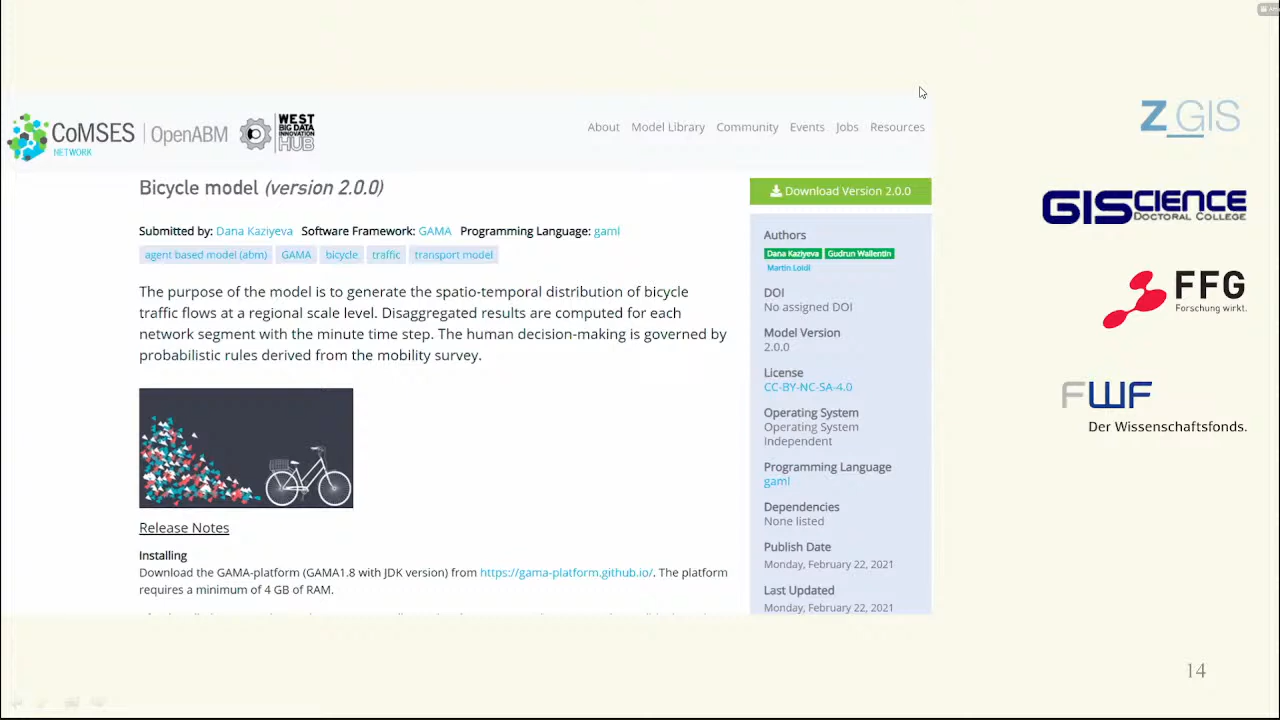 CoMSES
NETWORK
OpenABM
WEST
BIG DATA
INNOVATION
HUB
About
Model Library
Community
Events
Jobs
Resources
Bicycle model (version 2.0.0)
Submitted by: Dana Kaziyeva Software Framework: GAMA Programming Language: gaml
agent based model (abm)
GAMA
bicycle
traffic
transport model
The purpose of the model is to generate the spatio-temporal distribution of bicycle
traffic flows at a regional scale level. Disaggregated results are computed for each
network segment with the minute time step. The human decision-making is governed by
probabilistic rules derived from the mobility survey.
Release Notes
Installing
Download the GAMA-platform (GAMA1.8 with JDK version) from https://gama-platform.github.io/. The platform
requires a minimum of 4 GB of RAM.
Download Version 2.0.0
Authors
Dana Kaziyeva
Gudrun Wallentin
Martin Loidl
DOI
No assigned DOI
Model Version
2.0.0
License
CC-BY-NC-SA-4.0
Operating System
Operating System
Independent
Programming Language
gaml
Dependencies
None listed
Publish Date
Monday, February 22, 2021
Last Updated
Monday, February 22, 2021
Z_GIS
GISCIENCE
DOCTORAL COLLEGE
FFG
Forschung wirkt.
FWF
Der Wissenschaftsfonds.
14